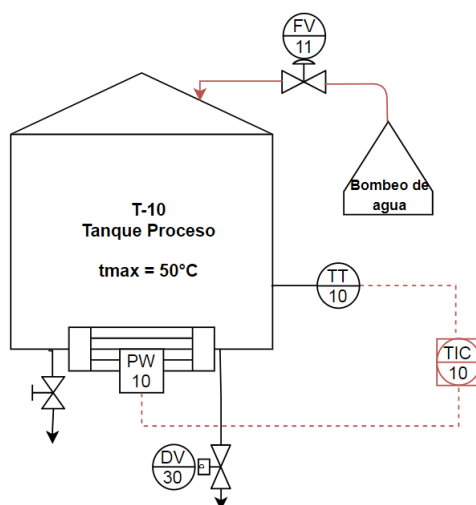 FV
11
Bombeo de
agua
T-10
Tanque Proceso
tmax = 50°C
TT
10
TIC
10
PW
10
DV
30